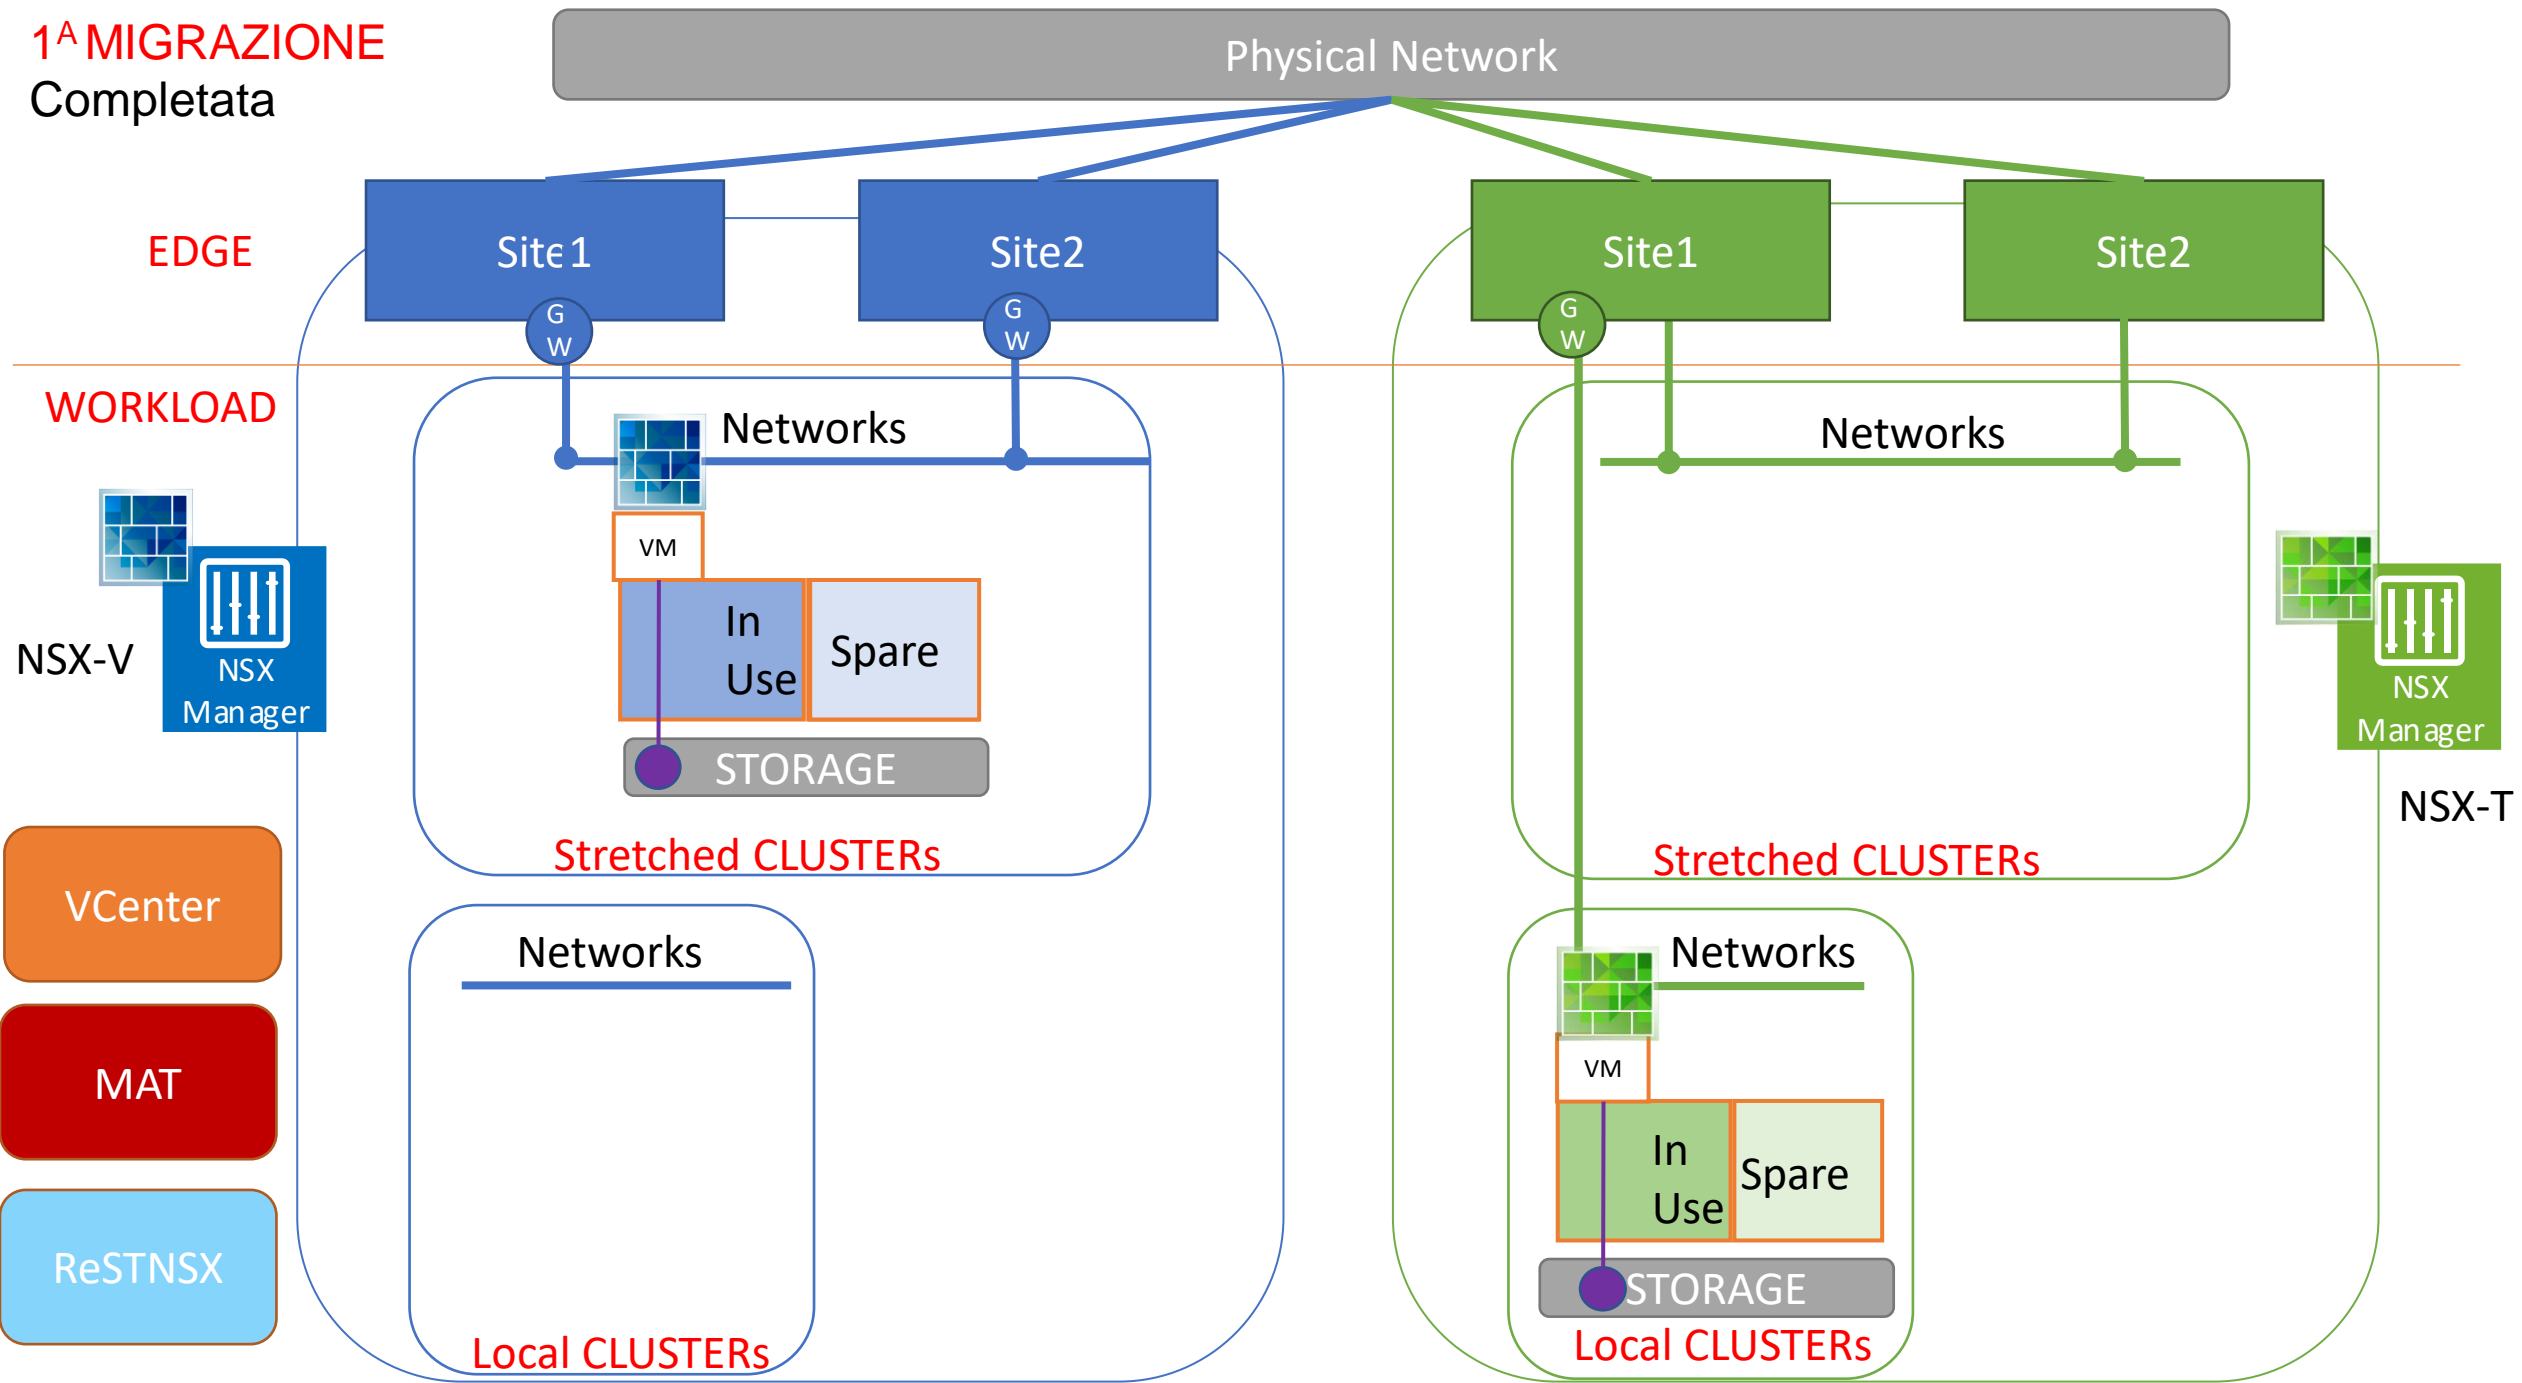 1A MIGRAZIONE
Completata
Physical Network
EDGE
Site1
Site2
Site1
Site2
G
W
G
W
G
W
WORKLOAD
Networks
Networks
VM
In
Use
Spare
STORAGE
NSX-V
NSX
Manager
NSX
Manager
NSX-T
Stretched CLUSTERs
Stretched CLUSTERs
VCenter
MAT
ReSTNSX
Networks
Local CLUSTERs
Networks
VM
In
Use
Spare
STORAGE
Local CLUSTERs